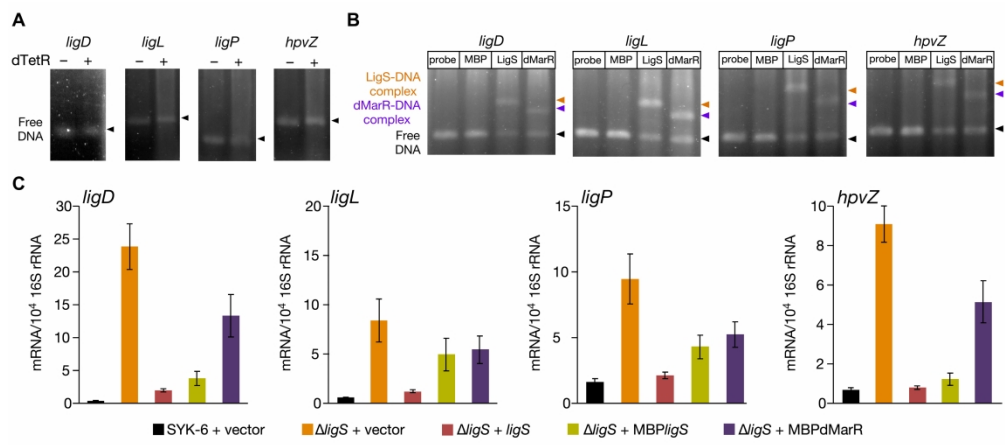 A
ligD ligL ligP hpvZ
dTetR – + – + – + – +
Free
DNA
B
ligD ligL ligP hpvZ
probe MBP LigS dMarR probe MBP LigS dMarR probe MBP LigS dMarR probe MBP LigS dMarR
LigS-DNA
complex
dMarR-DNA
complex
Free
DNA
C
ligD
mRNA/10⁴ 16S rRNA
30
25
20
15
10
5
0
ligL
mRNA/10⁴ 16S rRNA
20
15
10
5
0
ligP
mRNA/10⁴ 16S rRNA
15
10
5
0
hpvZ
mRNA/10⁴ 16S rRNA
10
8
6
4
2
0
SYK-6 + vector ΔligS + vector ΔligS + ligS ΔligS + MBPligS ΔligS + MBPdMarR